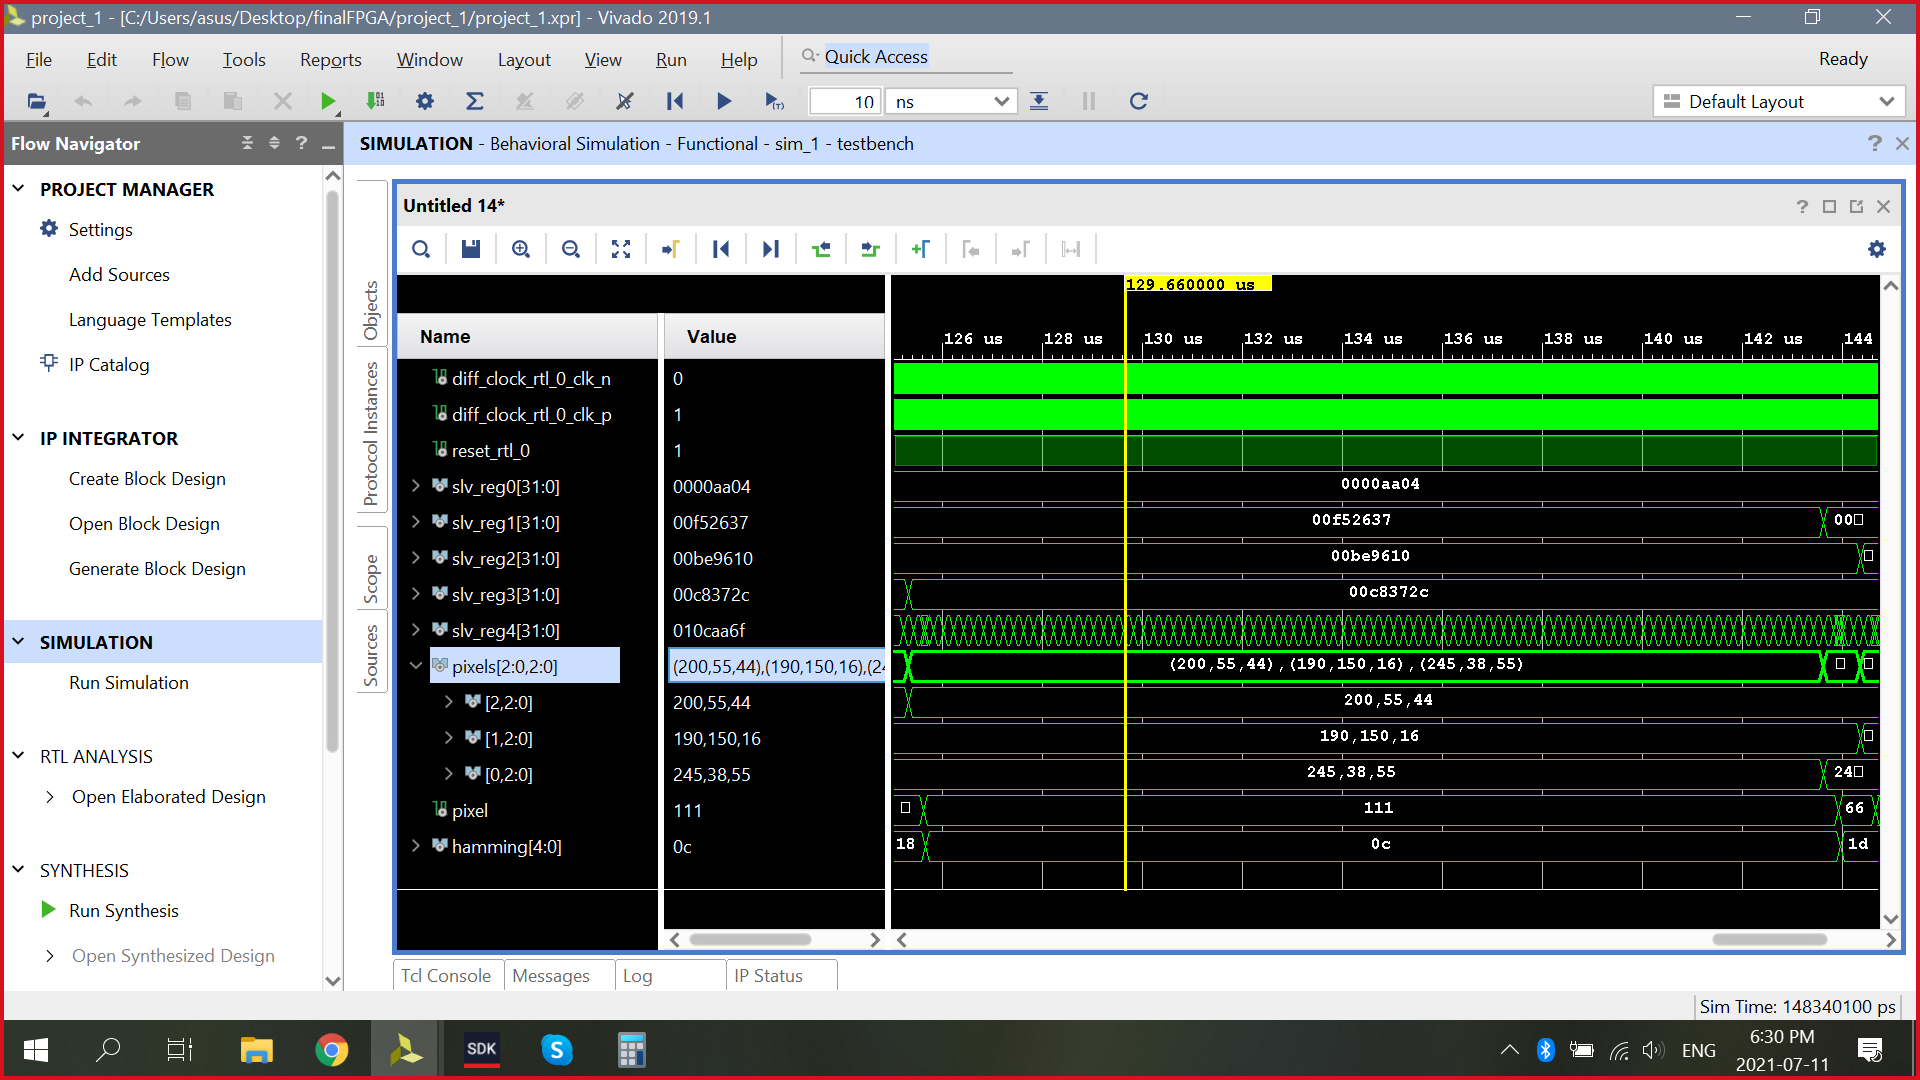 project_1 - [C:/Users/asus/Desktop/finalFPGA/project_1/project_1.xpr] - Vivado 2019.1
File Edit Flow Tools Reports Window Layout View Run Help Quick Access Ready
10 ns Default Layout
Flow Navigator
PROJECT MANAGER
Settings
Add Sources
Language Templates
IP Catalog
IP INTEGRATOR
Create Block Design
Open Block Design
Generate Block Design
SIMULATION
Run Simulation
RTL ANALYSIS
Open Elaborated Design
SYNTHESIS
Run Synthesis
Open Synthesized Design
SIMULATION - Behavioral Simulation - Functional - sim_1 - testbench
Objects
Protocol Instances
Scope
Sources
Untitled 14*
129.660000 us
Name Value 126 us 128 us 130 us 132 us 134 us 136 us 138 us 140 us 142 us 144
diff_clock_rtl_0_clk_n 0
diff_clock_rtl_0_clk_p 1
reset_rtl_0 1
slv_reg0[31:0] 0000aa04 0000aa04
slv_reg1[31:0] 00f52637 00f52637 00
slv_reg2[31:0] 00be9610 00be9610
slv_reg3[31:0] 00c8372c 00c8372c
slv_reg4[31:0] 010caa6f
pixels[2:0,2:0] (200,55,44),(190,150,16),(24 (200,55,44),(190,150,16),(245,38,55)
[2,2:0] 200,55,44 200,55,44
[1,2:0] 190,150,16 190,150,16
[0,2:0] 245,38,55 245,38,55 24
pixel 111 111 66
hamming[4:0] 0c 18 0c 1d
Tcl Console Messages Log IP Status
Sim Time: 148340100 ps
SDK
ENG
6:30 PM
2021-07-11